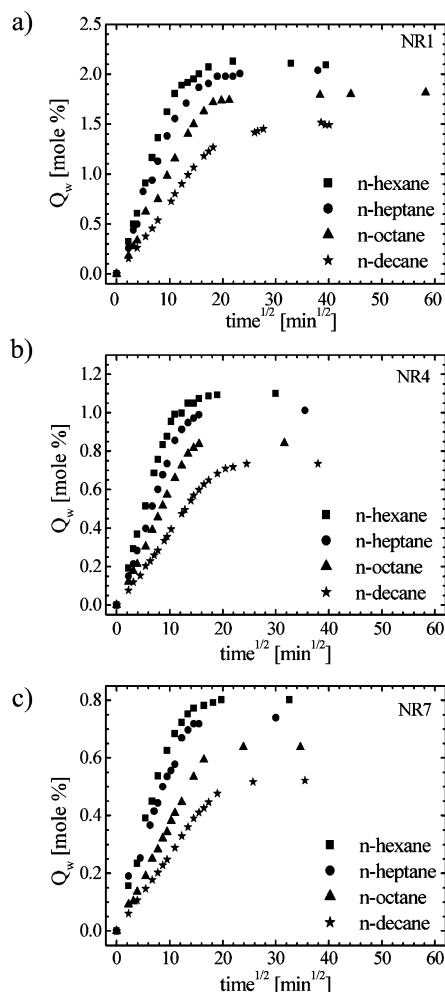 a)
NR1
Q_w [mole %]
2.5
2.0
1.5
1.0
0.5
0.0
n-hexane
n-heptane
n-octane
n-decane
0 10 20 30 40 50 60
time^1/2 [min^1/2]
b)
NR4
Q_w [mole %]
1.2
1.0
0.8
0.6
0.4
0.2
0.0
n-hexane
n-heptane
n-octane
n-decane
0 10 20 30 40 50 60
time^1/2 [min^1/2]
c)
NR7
Q_w [mole %]
0.8
0.6
0.4
0.2
0.0
n-hexane
n-heptane
n-octane
n-decane
0 10 20 30 40 50 60
time^1/2 [min^1/2]